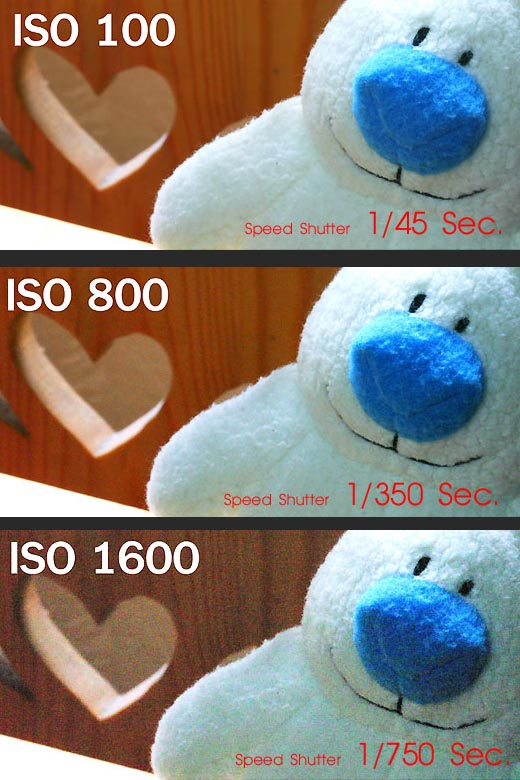 ISO 100
Speed Shutter 1/45 Sec.
ISO 800
Speed Shutter 1/350 Sec.
ISO 1600
Speed Shutter 1/750 Sec.